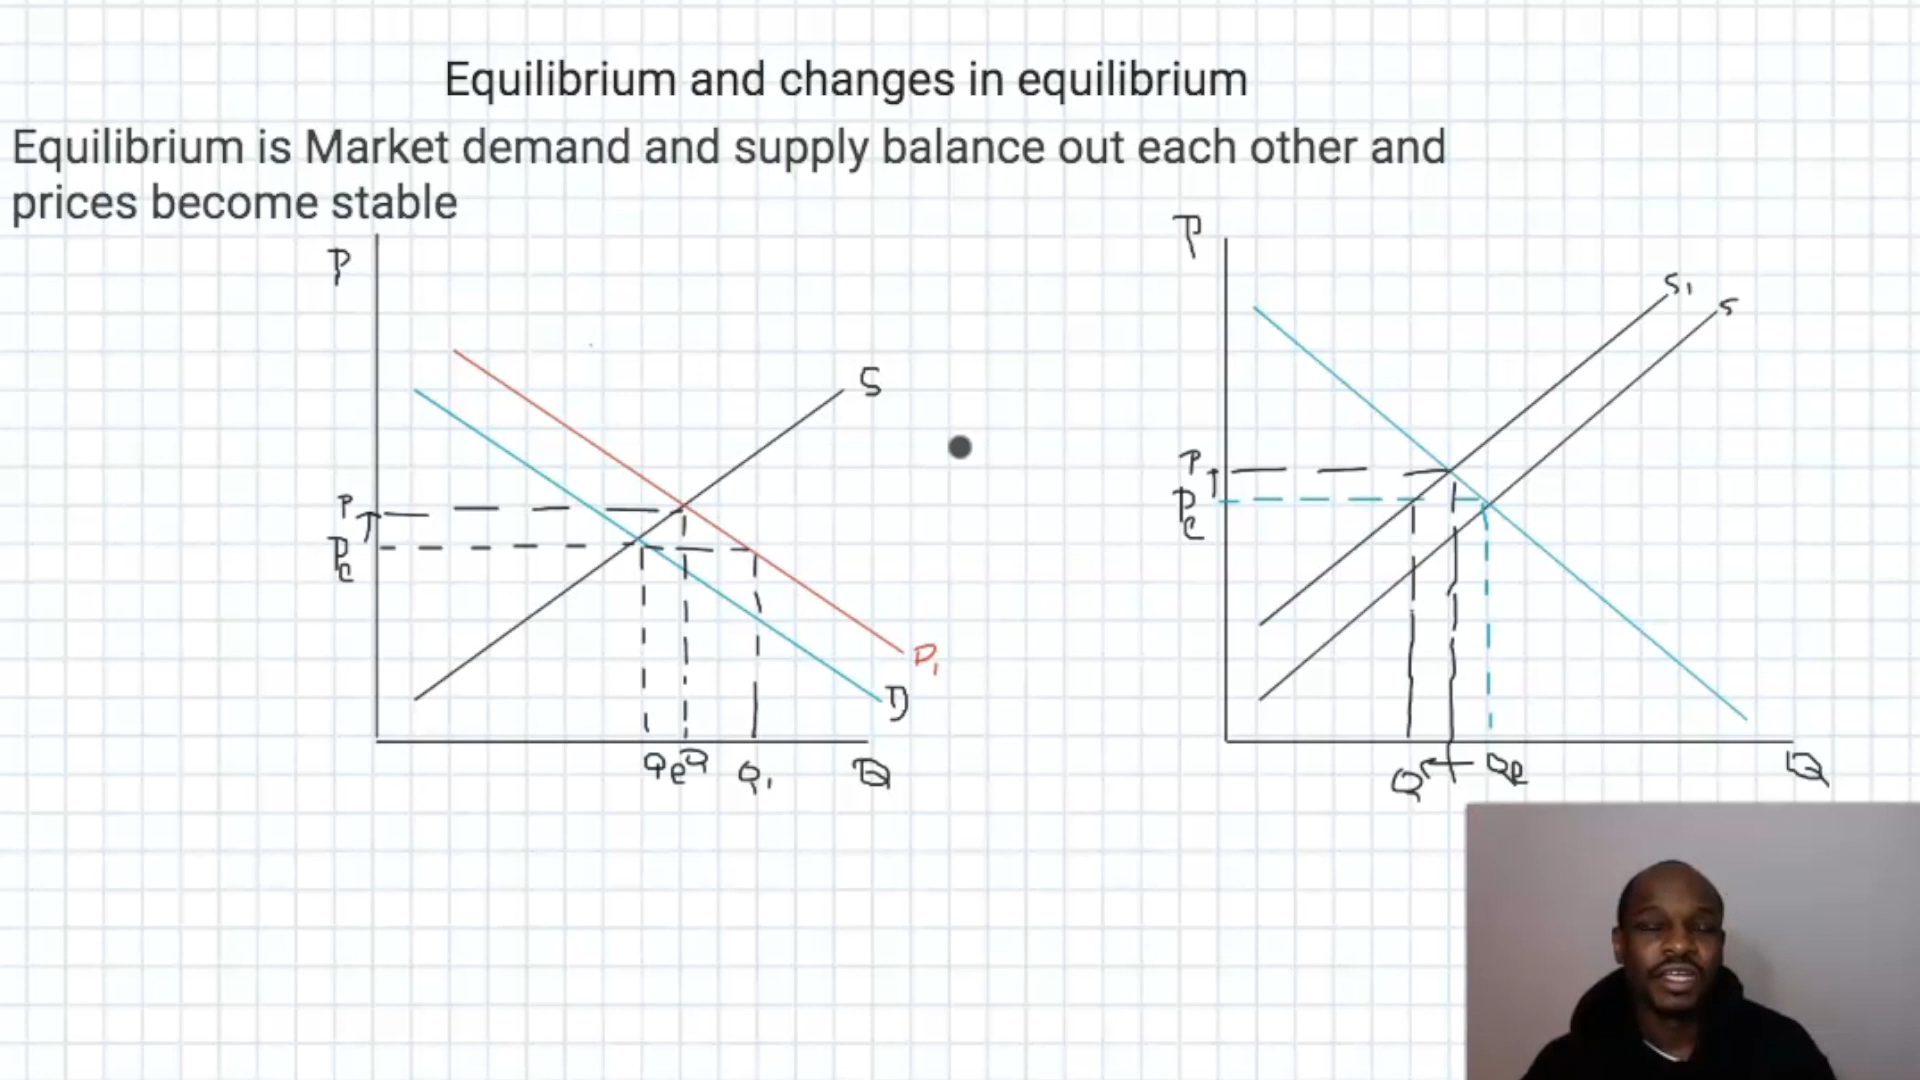 Equilibrium and changes in equilibrium
Equilibrium is Market demand and supply balance out each other and
prices become stable
P
S
P
Pe
D1
D
Qe Q Q1 Q
P
S1
S
P
Pe
Q Qe Q